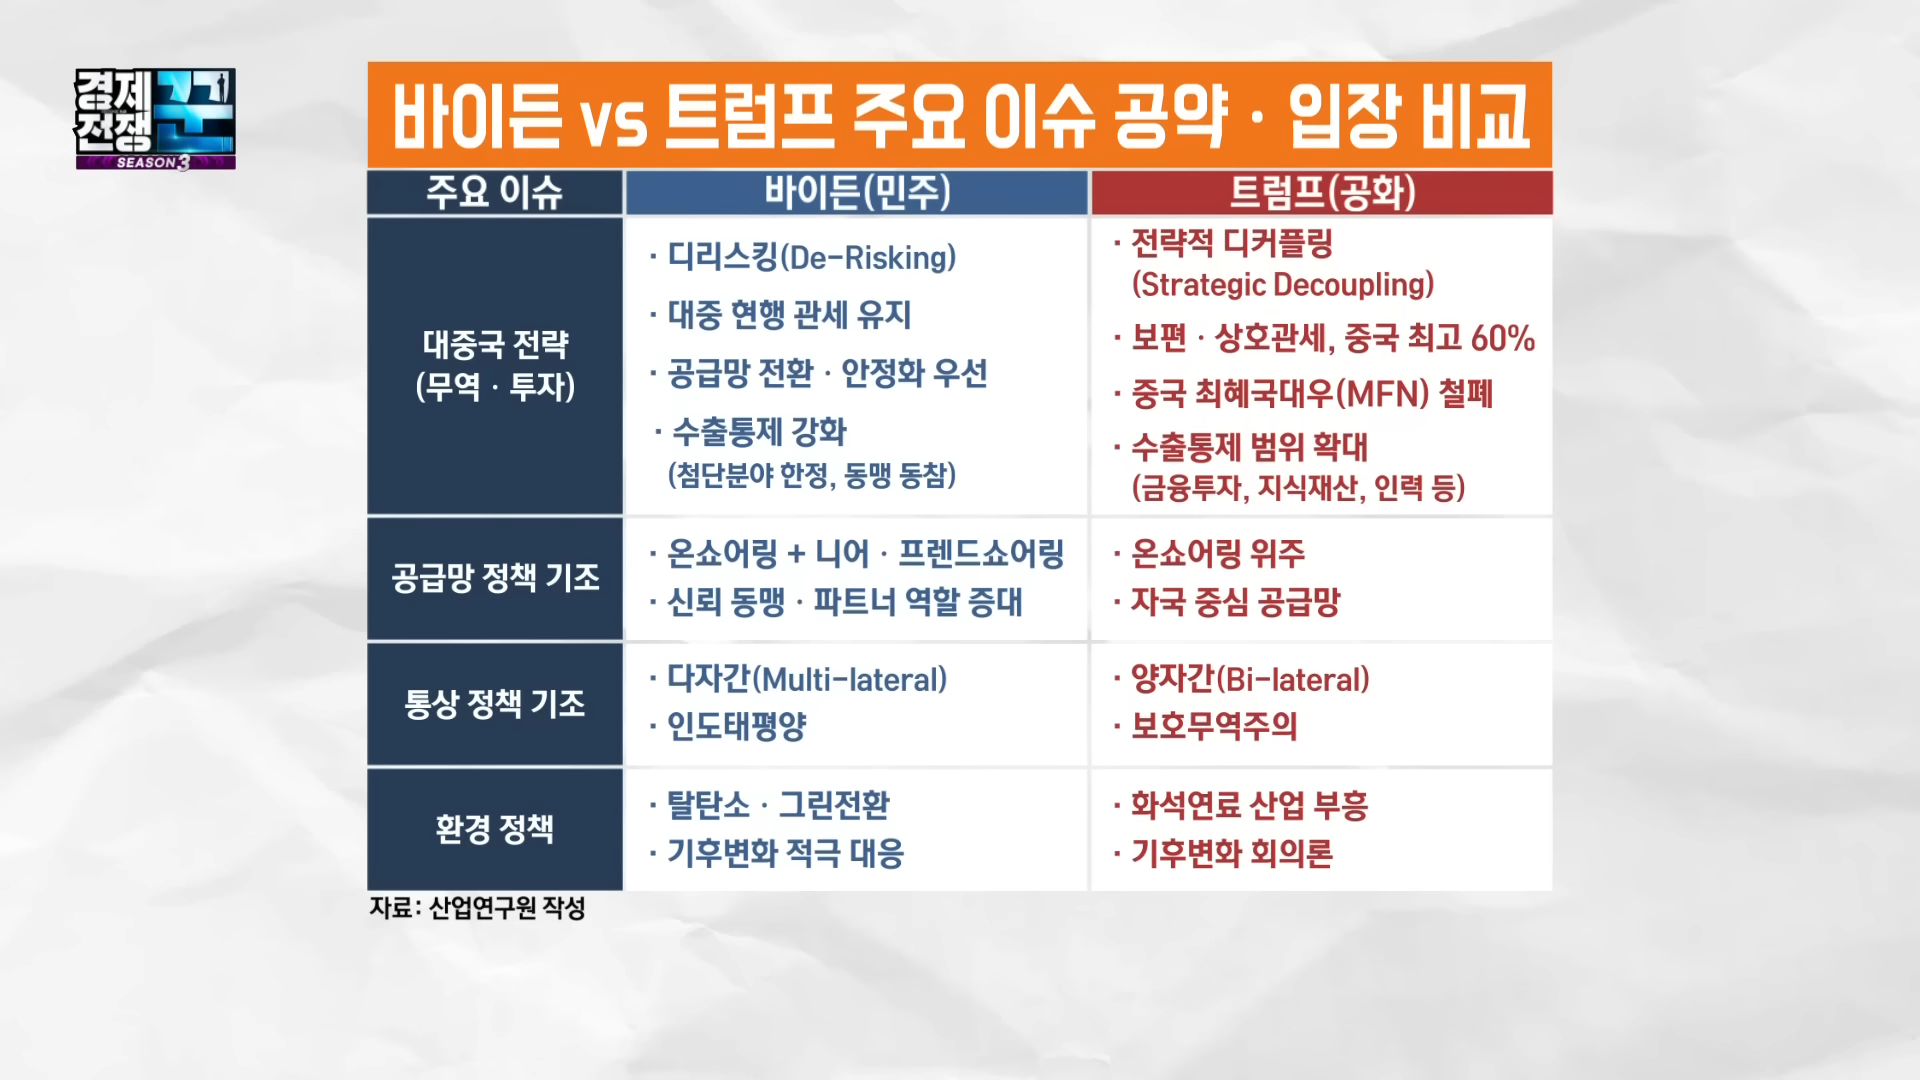 경제
전쟁
꾼
SEASON3
바이든 vs 트럼프 주요 이슈 공약 · 입장 비교
주요 이슈
바이든(민주)
트럼프(공화)
대중국 전략
(무역 · 투자)
· 디리스킹(De-Risking)
· 대중 현행 관세 유지
· 공급망 전환 · 안정화 우선
· 수출통제 강화
(첨단분야 한정, 동맹 동참)
· 전략적 디커플링
(Strategic Decoupling)
· 보편 · 상호관세, 중국 최고 60%
· 중국 최혜국대우(MFN) 철폐
· 수출통제 범위 확대
(금융투자, 지식재산, 인력 등)
공급망 정책 기조
· 온쇼어링 + 니어 · 프렌드쇼어링
· 신뢰 동맹 · 파트너 역할 증대
· 온쇼어링 위주
· 자국 중심 공급망
통상 정책 기조
· 다자간(Multi-lateral)
· 인도태평양
· 양자간(Bi-lateral)
· 보호무역주의
환경 정책
· 탈탄소 · 그린전환
· 기후변화 적극 대응
· 화석연료 산업 부흥
· 기후변화 회의론
자료: 산업연구원 작성